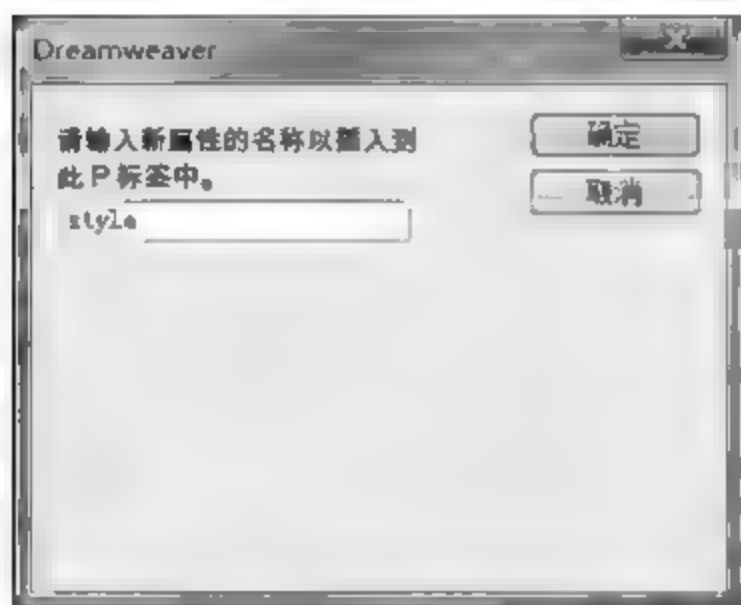 Dreamweaver
请输入新属性的名称以插入到
此 P 标签中。
style
确定
取消